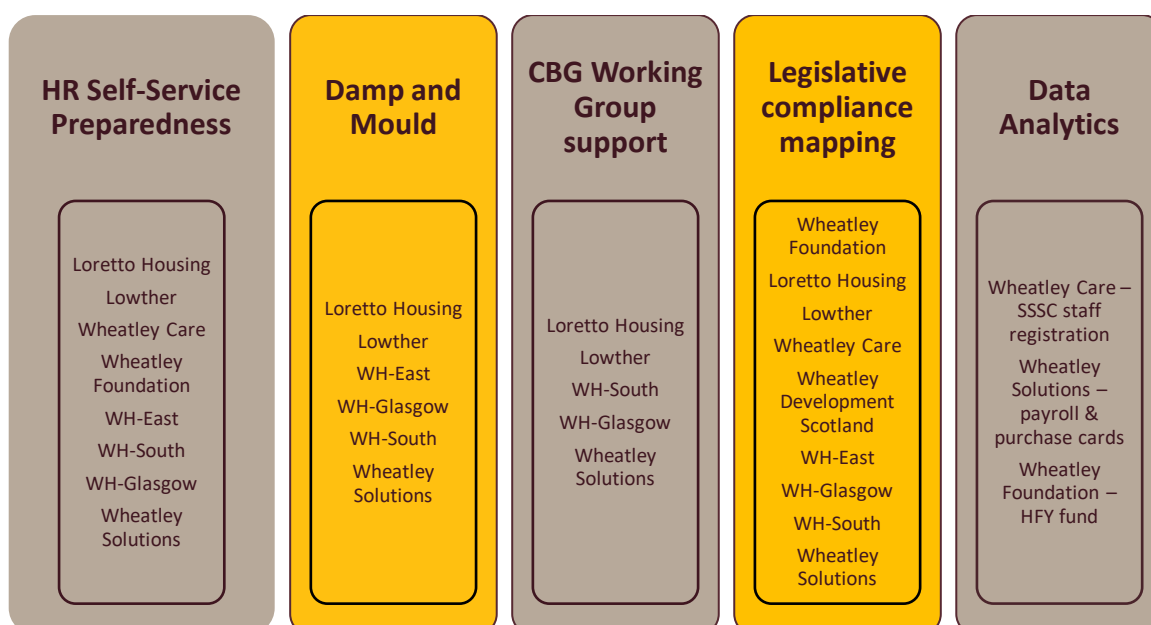 HR Self-Service
Preparedness
Loretto Housing
Lowther
Wheatley Care
Wheatley
Foundation
WH-East
WH-South
WH-Glasgow
Wheatley
Solutions
Damp and
Mould
Loretto Housing
Lowther
WH-East
WH-Glasgow
WH-South
Wheatley
Solutions
CBG Working
Group
support
Loretto Housing
Lowther
WH-South
WH-Glasgow
Wheatley
Solutions
Legislative
compliance
mapping
Wheatley
Foundation
Loretto Housing
Lowther
Wheatley Care
Wheatley
Development
Scotland
WH-East
WH-Glasgow
WH-South
Wheatley
Solutions
Data
Analytics
Wheatley Care –
SSSC staff
registration
Wheatley
Solutions –
payroll &
purchase cards
Wheatley
Foundation –
HFY fund